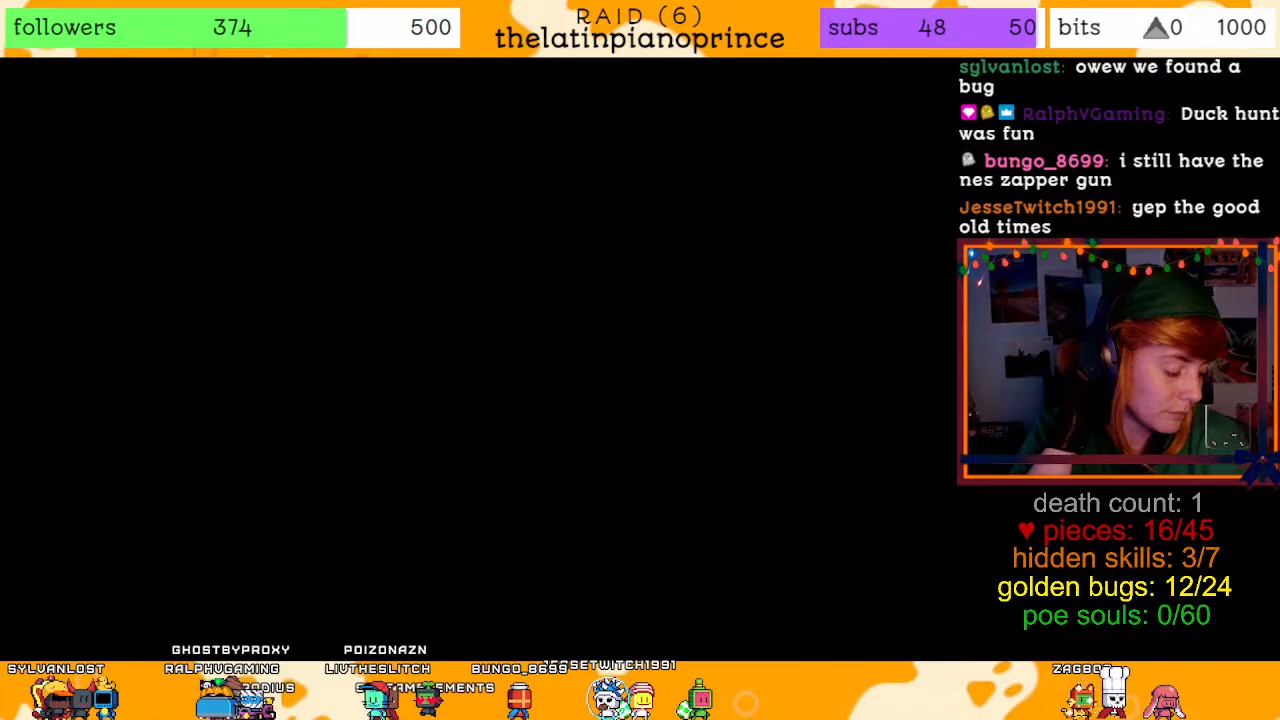 followers 374 500
RAID (6)
thelatinpianoprince
subs 48 50
bits 0 1000
sylvanlost: owew we found a
bug
RalphVGaming: Duck hunt
was fun
bungo_8699: i still have the
nes zapper gun
JesseTwitch1991: yep the good
old times
death count: 1
♥ pieces: 16/45
hidden skills: 3/7
golden bugs: 12/24
poe souls: 0/60
GHOSTBYPROXY POIZONAZN
SYLVANLOST RALPHVGAMING LIVTHESLITCH BUNGO_8699